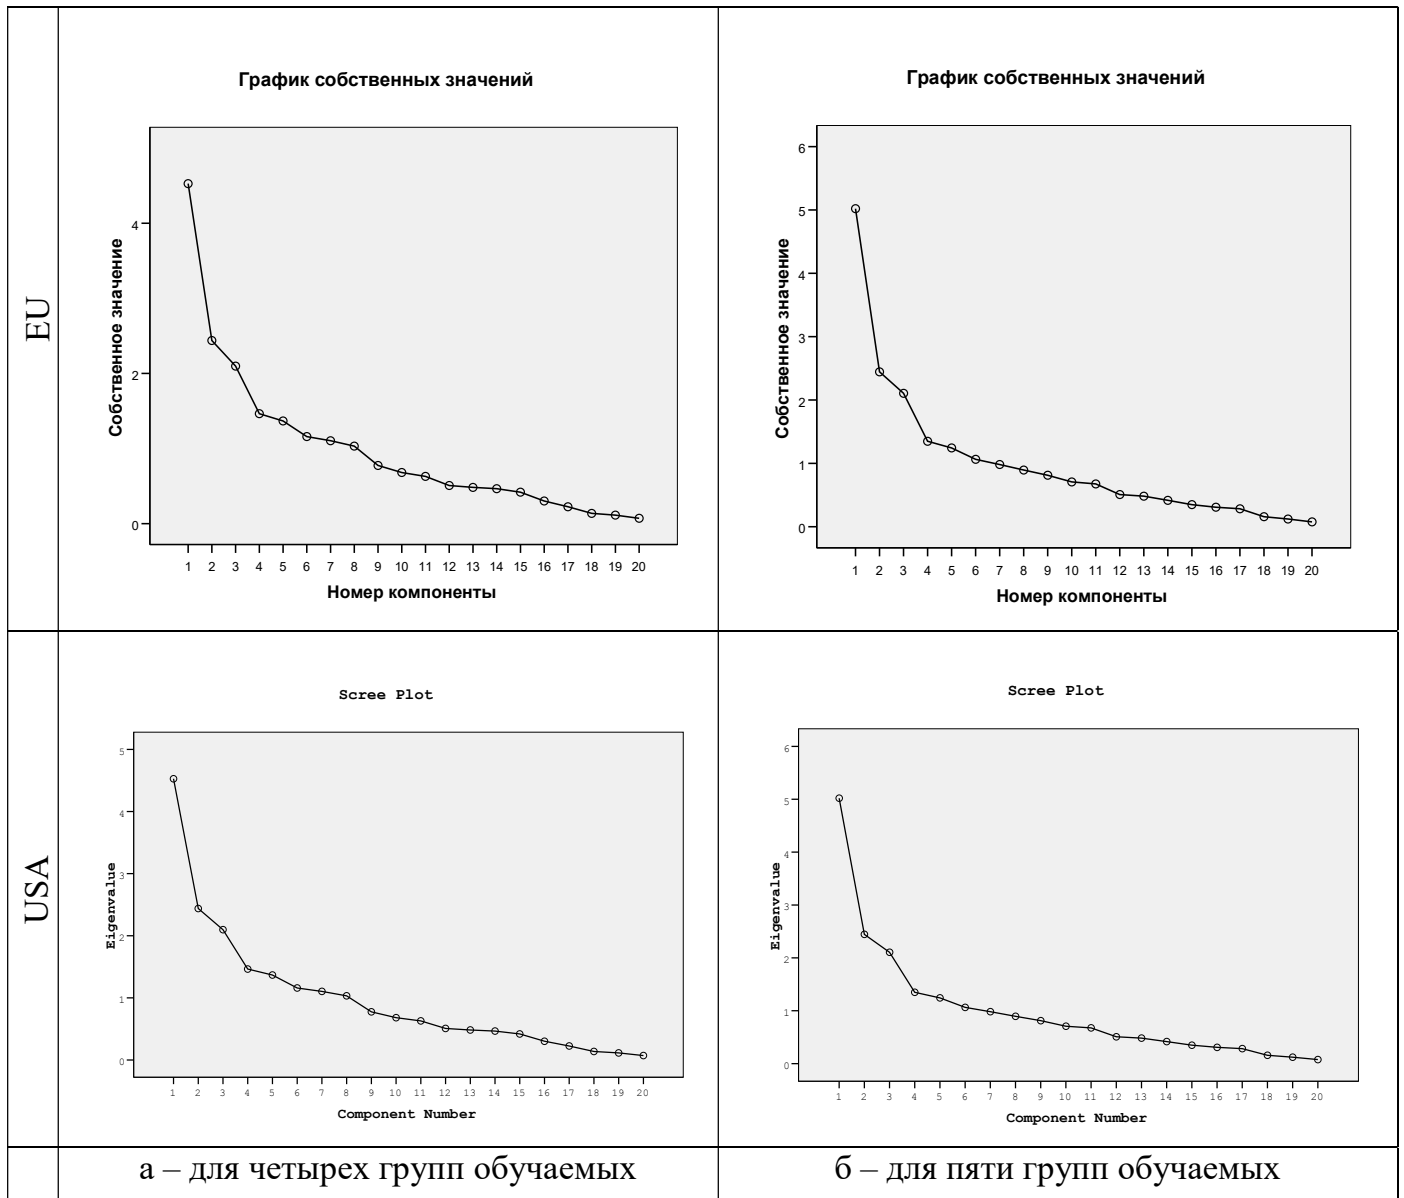 EU
График собственных значений
Собственное значение
4
2
0
1 2 3 4 5 6 7 8 9 10 11 12 13 14 15 16 17 18 19 20
Номер компоненты
График собственных значений
Собственное значение
6
5
4
3
2
1
0
1 2 3 4 5 6 7 8 9 10 11 12 13 14 15 16 17 18 19 20
Номер компоненты
USA
Scree Plot
Eigenvalue
5
4
3
2
1
0
1 2 3 4 5 6 7 8 9 10 11 12 13 14 15 16 17 18 19 20
Component Number
Scree Plot
Eigenvalue
6
5
4
3
2
1
0
1 2 3 4 5 6 7 8 9 10 11 12 13 14 15 16 17 18 19 20
Component Number
а – для четырех групп обучаемых
б – для пяти групп обучаемых